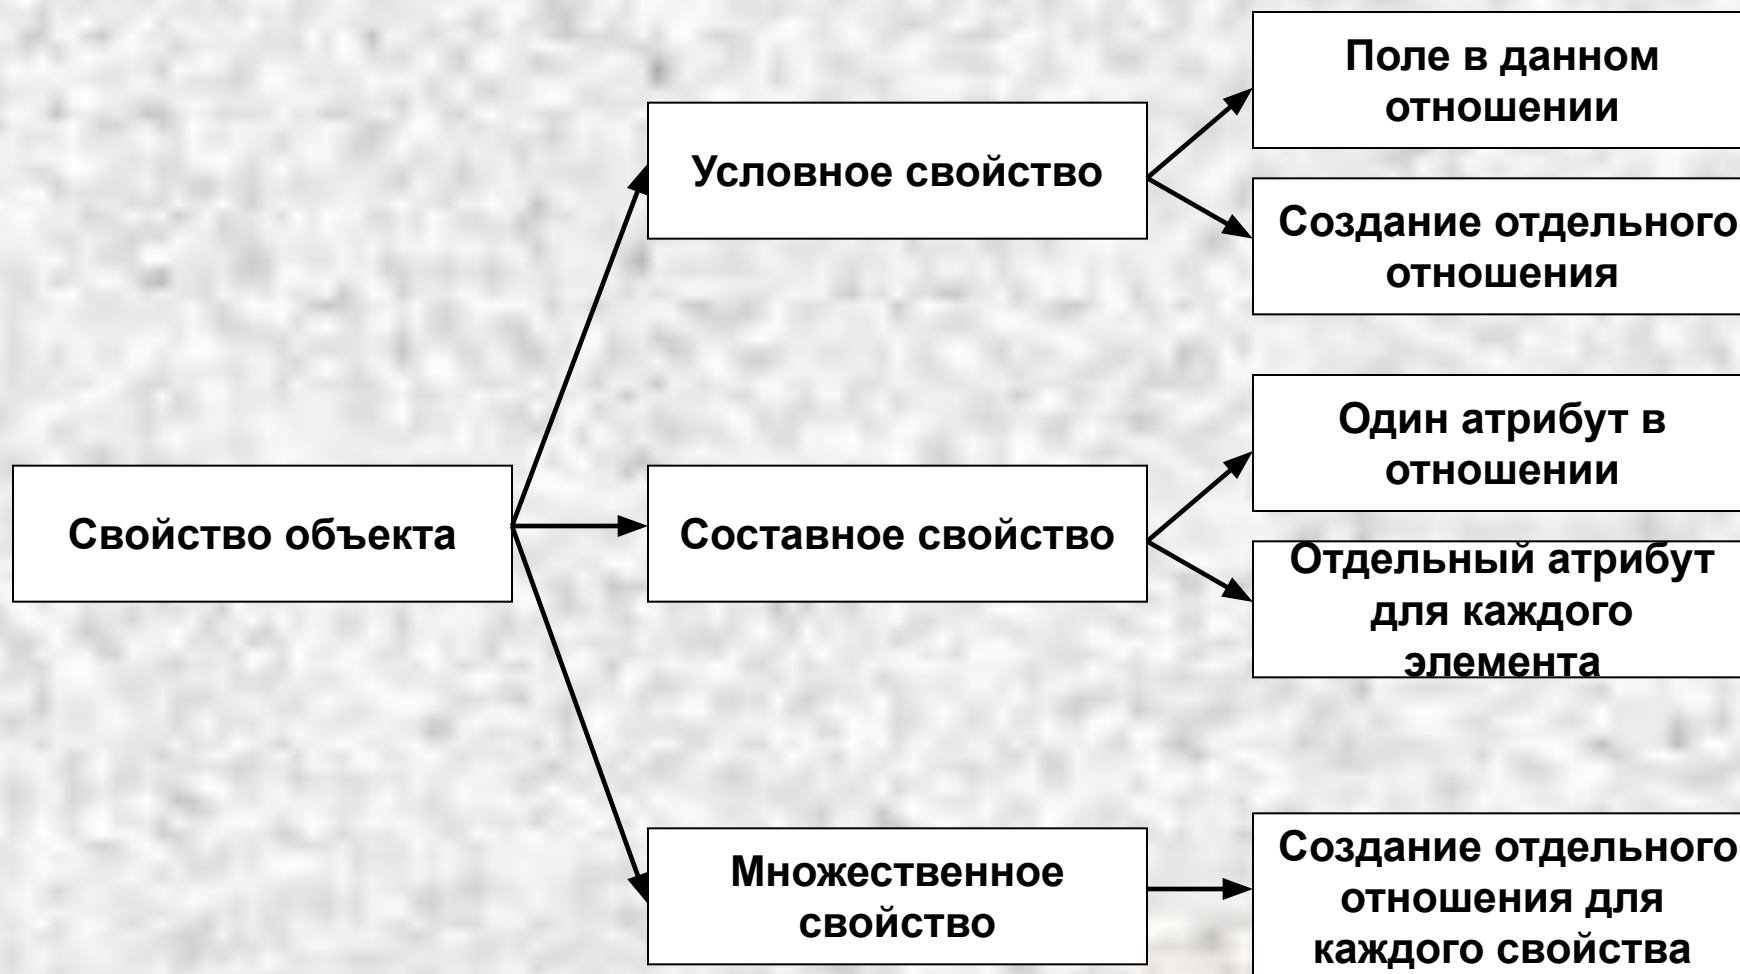 Поле в данном
отношении
Условное свойство
Создание отдельного
отношения
Один атрибут в
отношении
Свойство объекта
Составное свойство
Отдельный атрибут
для каждого
элемента
Множественное
свойство
Создание отдельного
отношения для
каждого свойства